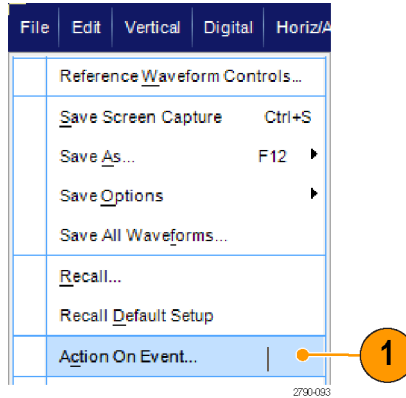 File Edit Vertical Digital Horiz/A
Reference Waveform Controls...
Save Screen Capture Ctrl+S
Save As... F12
Save Options
Save All Waveforms...
Recall...
Recall Default Setup
Action On Event...
1
2790-093